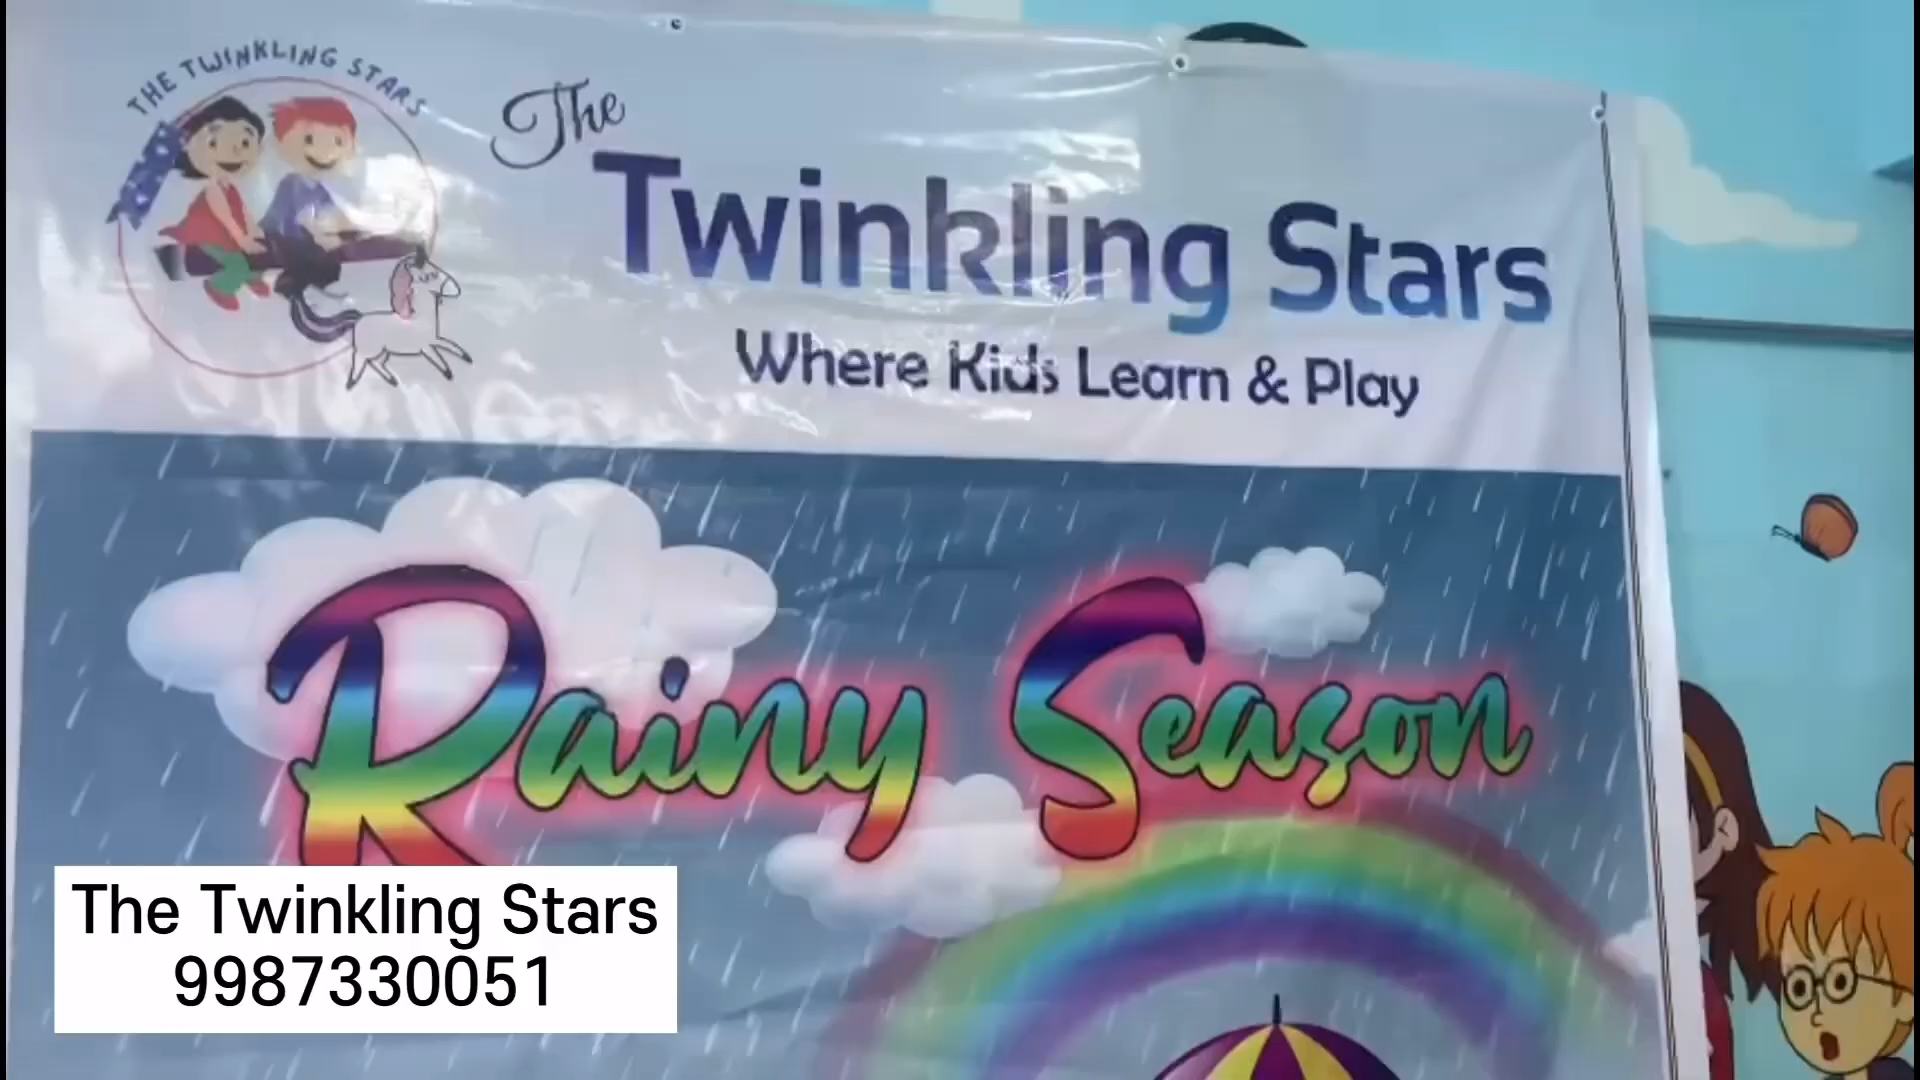 THE TWINKLING STARS
The
Twinkling Stars
Where Kids Learn & Play
Rainy Season
The Twinkling Stars
9987330051